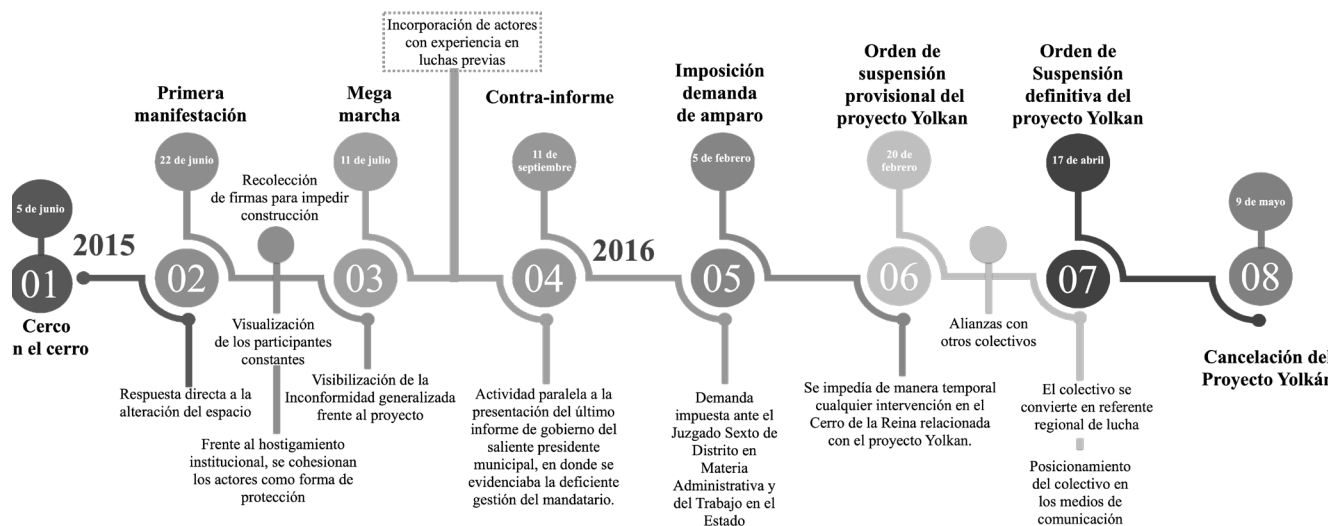 Incorporación de actores
con experiencia en
luchas previas
5 de junio
01
Cerco
n el cerro
2015
Primera
manifestación
22 de junio
02
Respuesta directa a la
alteración del espacio
Recolección
de firmas para impedir
construcción
Visualización
de los participantes
constantes
Frente al hostigamiento
institucional, se cohesionan
los actores como forma de
protección
Mega
marcha
11 de julio
03
Visibilización de la
Inconformidad generalizada
frente al proyecto
Contra-informe
11 de
septiembre
04
Actividad paralela a la
presentación del último
informe de gobierno del
saliente presidente
municipal, en donde se
evidenciaba la deficiente
gestión del mandatario.
2016
Imposición
demanda
de amparo
5 de febrero
05
Demanda
impuesta ante el
Juzgado Sexto de
Distrito en
Materia
Administrativa y
del Trabajo en el
Estado
Orden de
suspensión
provisional del
proyecto Yolkan
20 de
febrero
06
Se impedía de manera temporal
cualquier intervención en el
Cerro de la Reina relacionada
con el proyecto Yolkan.
Alianzas con
otros colectivos
Orden de
Suspensión
definitiva del
proyecto Yolkan
17 de abril
07
El colectivo se
convierte en referente
regional de lucha
Posicionamiento
del colectivo en
los medios de
comunicación
9 de mayo
08
Cancelación del
Proyecto Yolkán